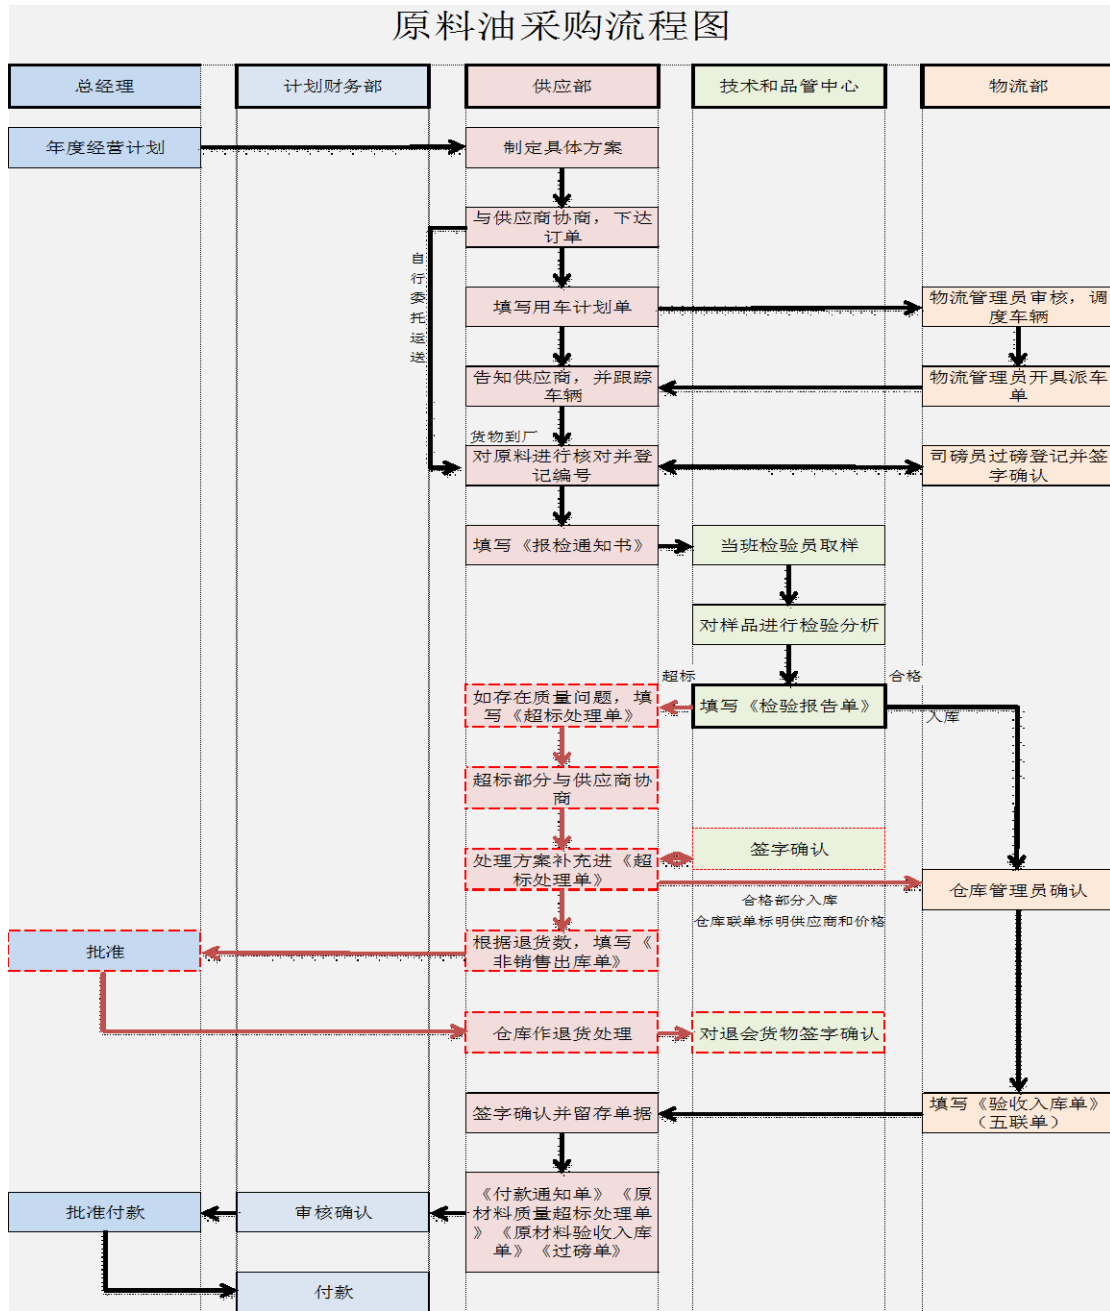 原料油采购流程图
总经理
计划财务部
供应部
技术和品管中心
物流部
年度经营计划
制定具体方案
与供应商协商，下达
订单
自
行
委
托
运
送
填写用车计划单
物流管理员审核，调
度车辆
告知供应商，并跟踪
车辆
物流管理员开具派车
单
货物到厂
对原料进行核对并登
记编号
司磅员过磅登记并签
字确认
填写《报检通知书》
当班检验员取样
对样品进行检验分析
超标
合格
如存在质量问题，填
写《超标处理单》
填写《检验报告单》
入库
超标部分与供应商协
商
处理方案补充进《超
标处理单》
签字确认
仓库管理员确认
合格部分入库
仓库联单标明供应商和价格
批准
根据退货数，填写《
非销售出库单》
仓库作退货处理
对退会货物签字确认
签字确认并留存单据
填写《验收入库单》
（五联单）
批准付款
审核确认
《付款通知单》《原
材料质量超标处理单
》《原材料验收入库
单》《过磅单》
付款